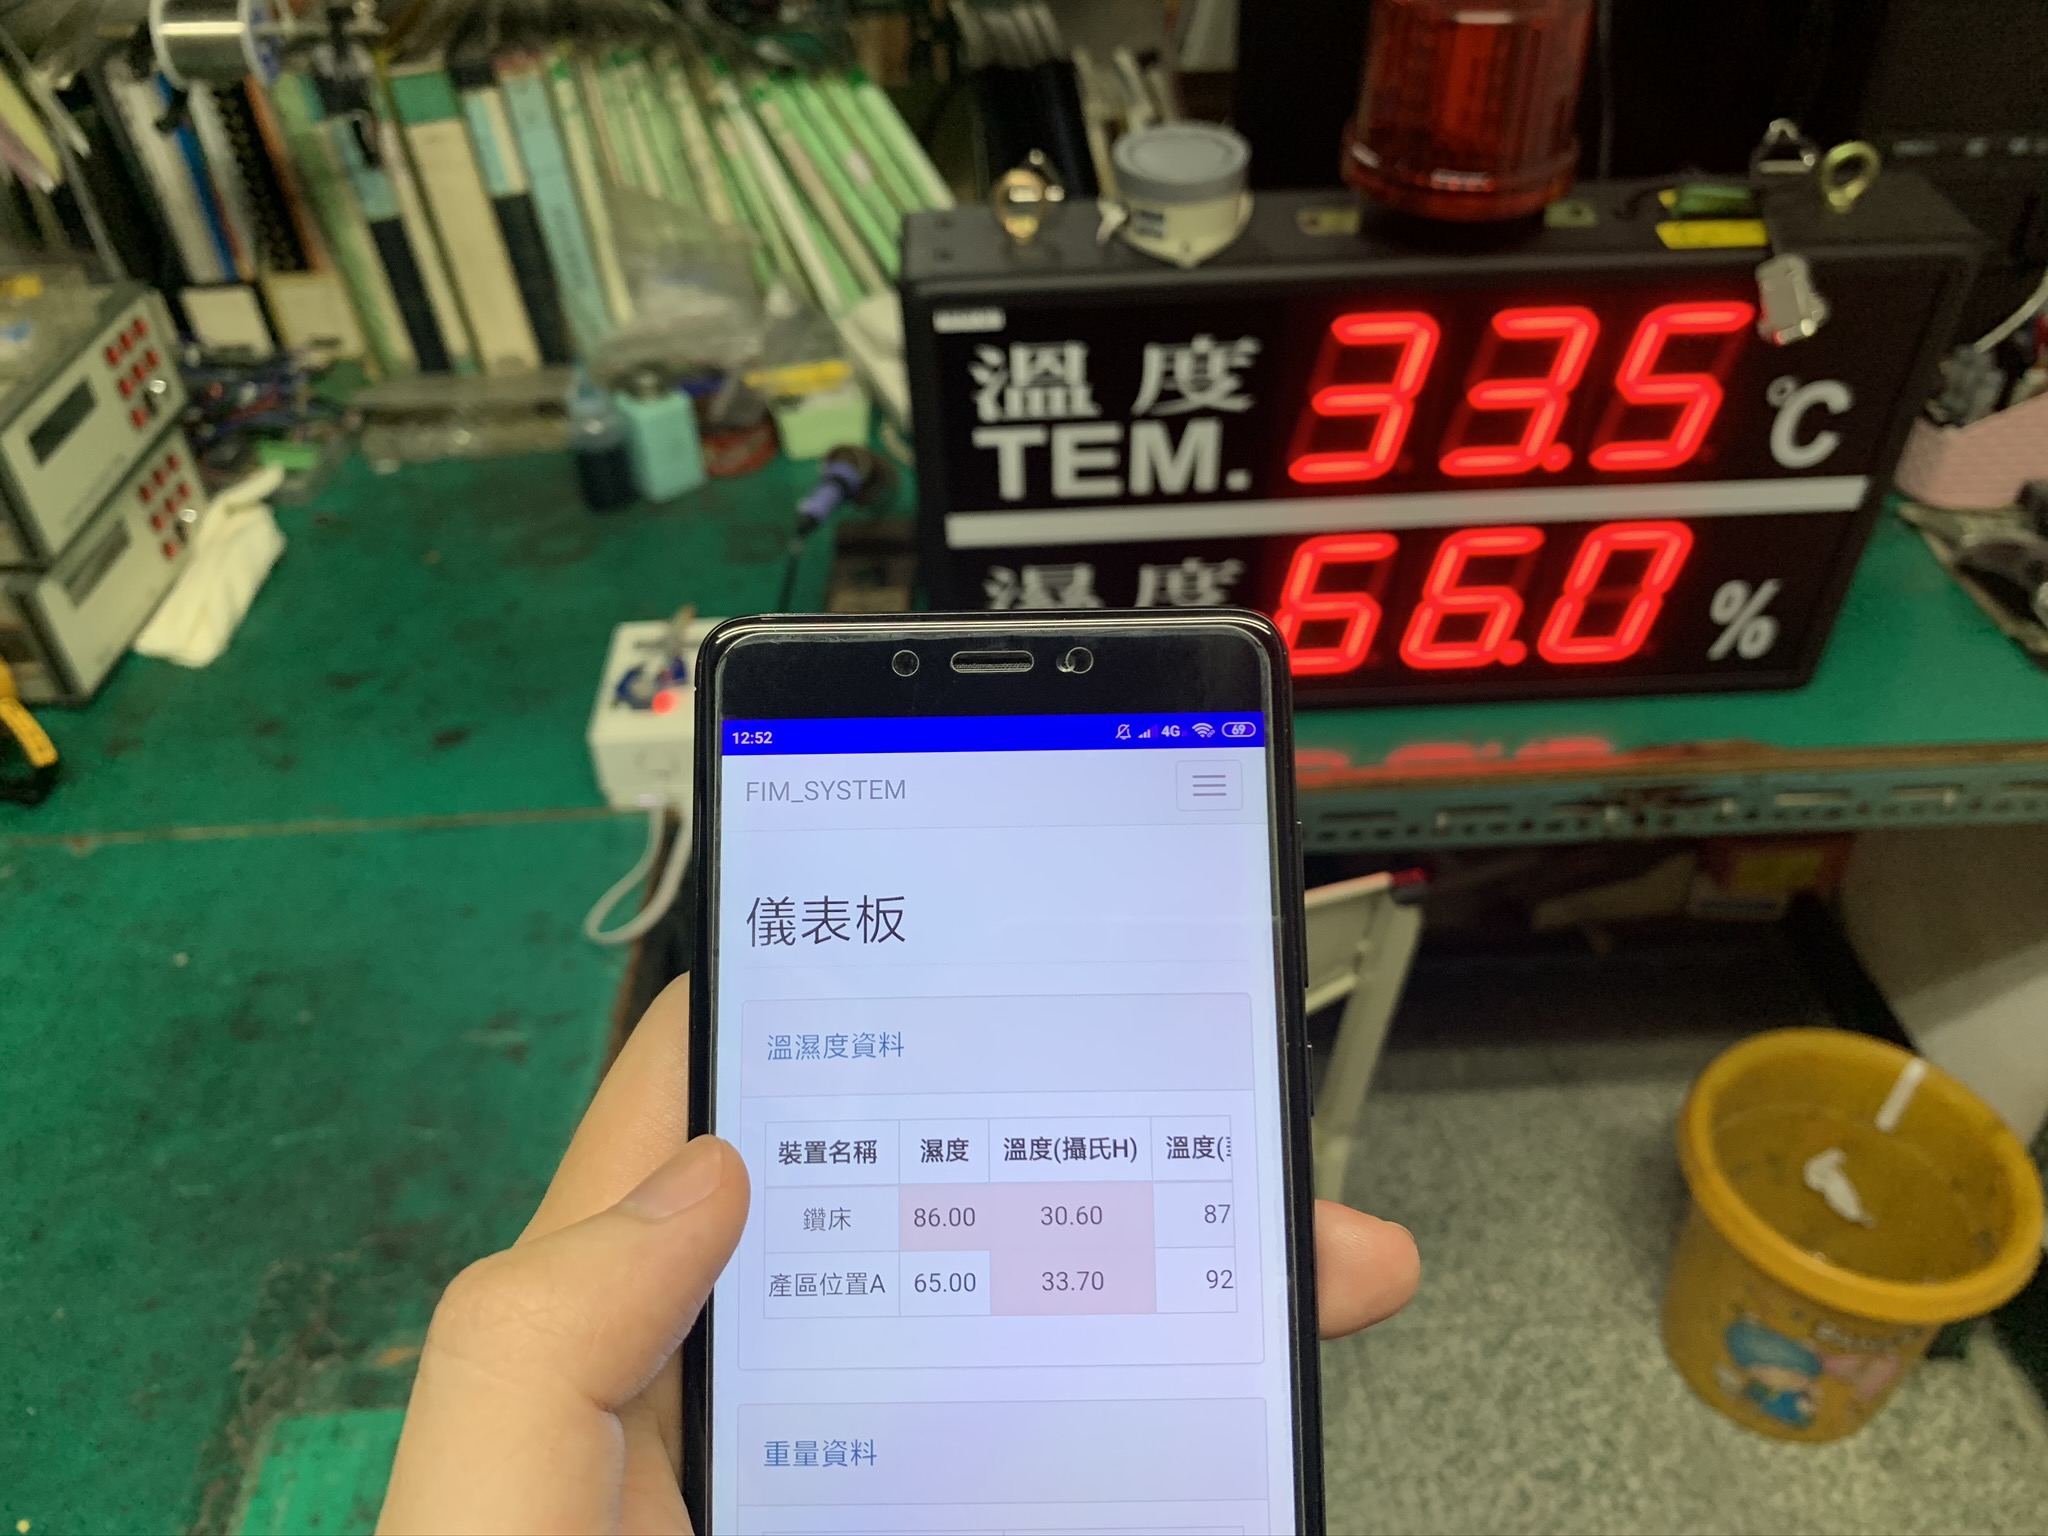 溫度
TEM. 33.5 °C
濕度 66.0 %
12:52 4G 69
FIM_SYSTEM
儀表板
溫濕度資料
裝置名稱 濕度 溫度(攝氏H) 溫度(
鑽床 86.00 30.60 87
產區位置A 65.00 33.70 92
重量資料